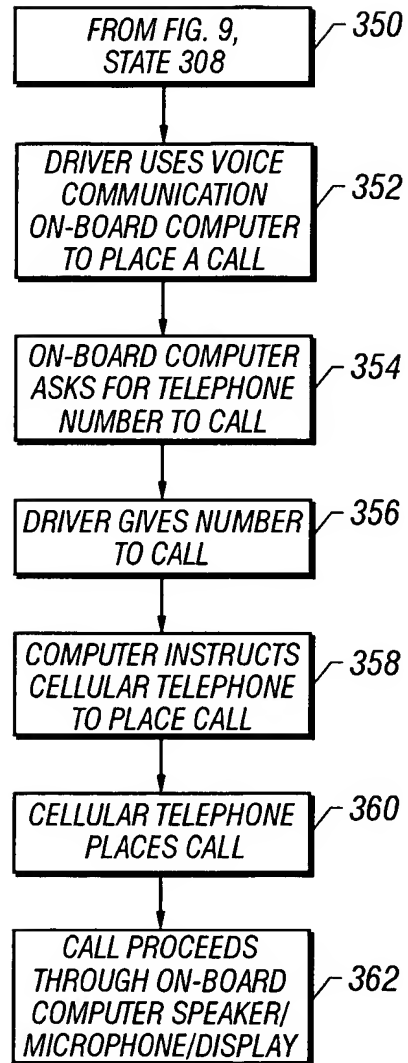 FROM FIG. 9,
STATE 308
350
DRIVER USES VOICE
COMMUNICATION
ON-BOARD COMPUTER
TO PLACE A CALL
352
ON-BOARD COMPUTER
ASKS FOR TELEPHONE
NUMBER TO CALL
354
DRIVER GIVES NUMBER
TO CALL
356
COMPUTER INSTRUCTS
CELLULAR TELEPHONE
TO PLACE CALL
358
CELLULAR TELEPHONE
PLACES CALL
360
CALL PROCEEDS
THROUGH ON-BOARD
COMPUTER SPEAKER/
MICROPHONE/DISPLAY
362